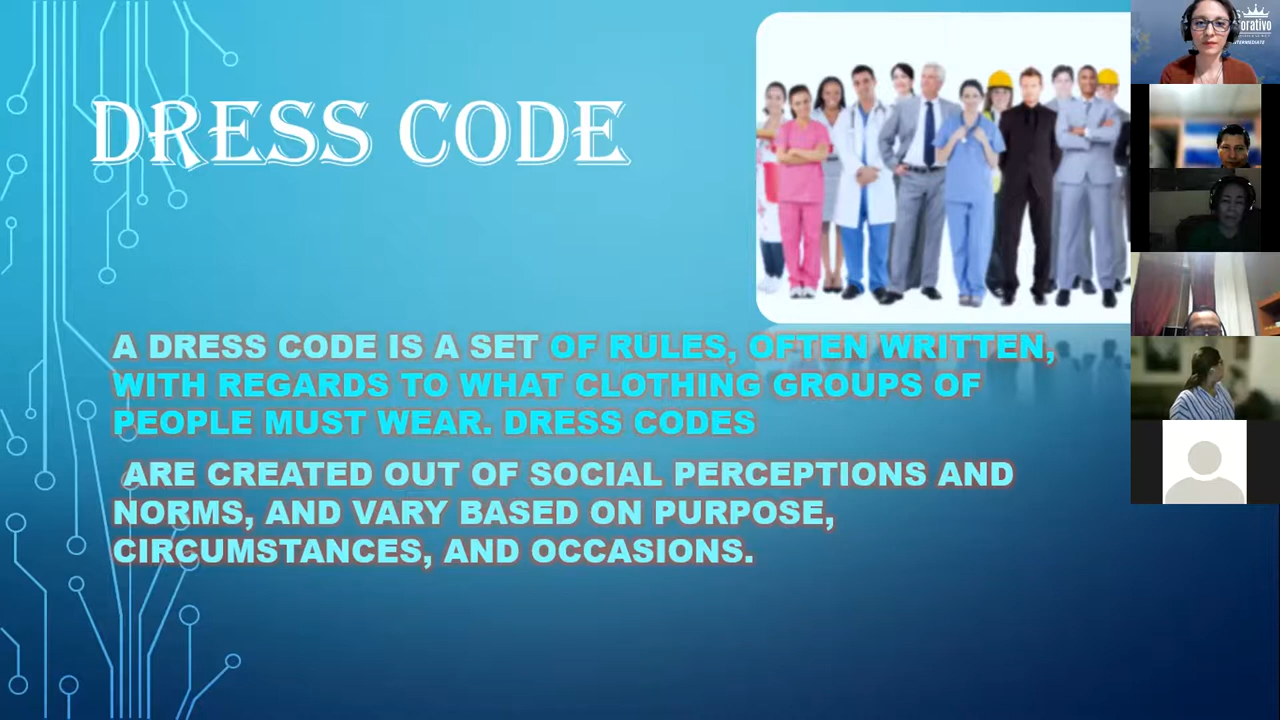 DRESS CODE
A DRESS CODE IS A SET OF RULES, OFTEN WRITTEN,
WITH REGARDS TO WHAT CLOTHING GROUPS OF
PEOPLE MUST WEAR. DRESS CODES
ARE CREATED OUT OF SOCIAL PERCEPTIONS AND
NORMS, AND VARY BASED ON PURPOSE,
CIRCUMSTANCES, AND OCCASIONS.
orativo